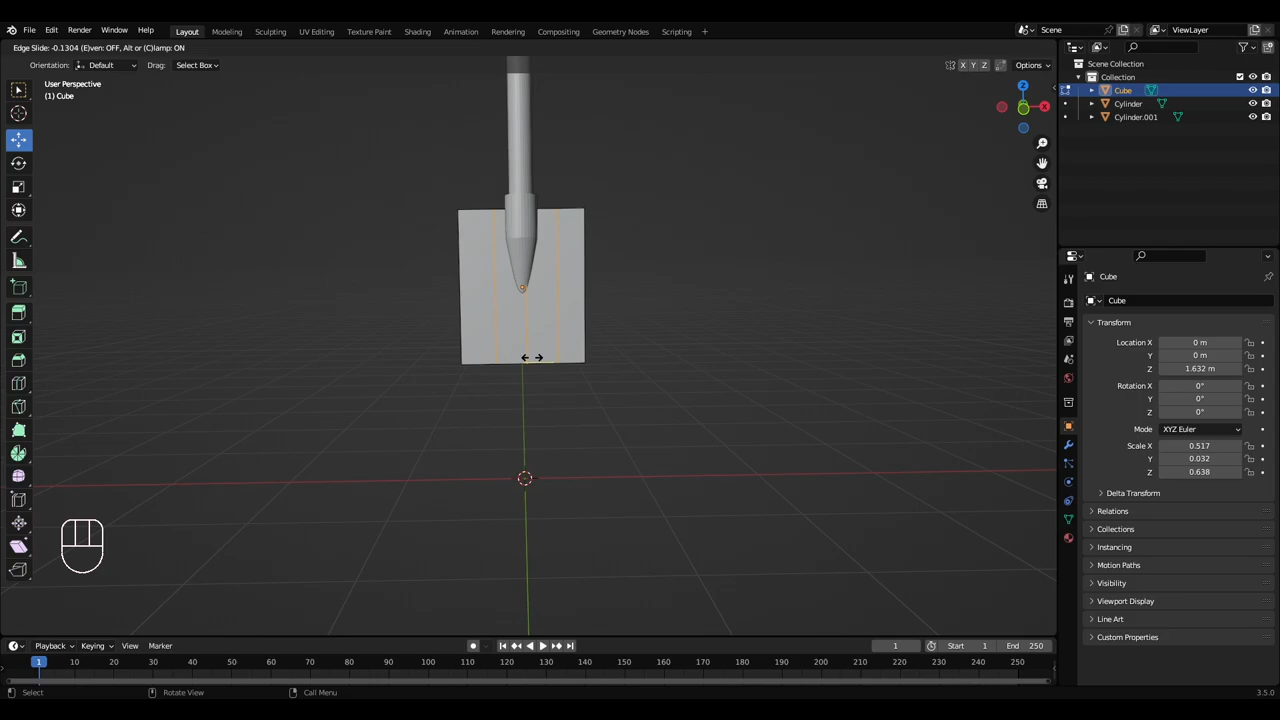 File Edit Render Window Help Layout Modeling Sculpting UV Editing Texture Paint Shading Animation Rendering Compositing Geometry Nodes Scripting + Scene ViewLayer
Edge Slide: -0.1304 (E)ven: OFF, Alt or (C)lamp: ON
Orientation: Default Drag: Select Box X Y Z Options
User Perspective
(1) Cube
Z
X
Scene Collection
Collection
Cube
Cylinder
Cylinder.001
Cube
Cube
Transform
Location X 0 m
Y 0 m
Z 1.632 m
Rotation X 0°
Y 0°
Z 0°
Mode XYZ Euler
Scale X 0.517
Y 0.032
Z 0.638
Delta Transform
Relations
Collections
Instancing
Motion Paths
Visibility
Viewport Display
Line Art
Custom Properties
Playback Keying View Marker 1 Start 1 End 250
1 10 20 30 40 50 60 70 80 90 100 110 120 130 140 150 160 170 180 190 200 210 220 230 240 250
Select Rotate View Call Menu 3.5.0